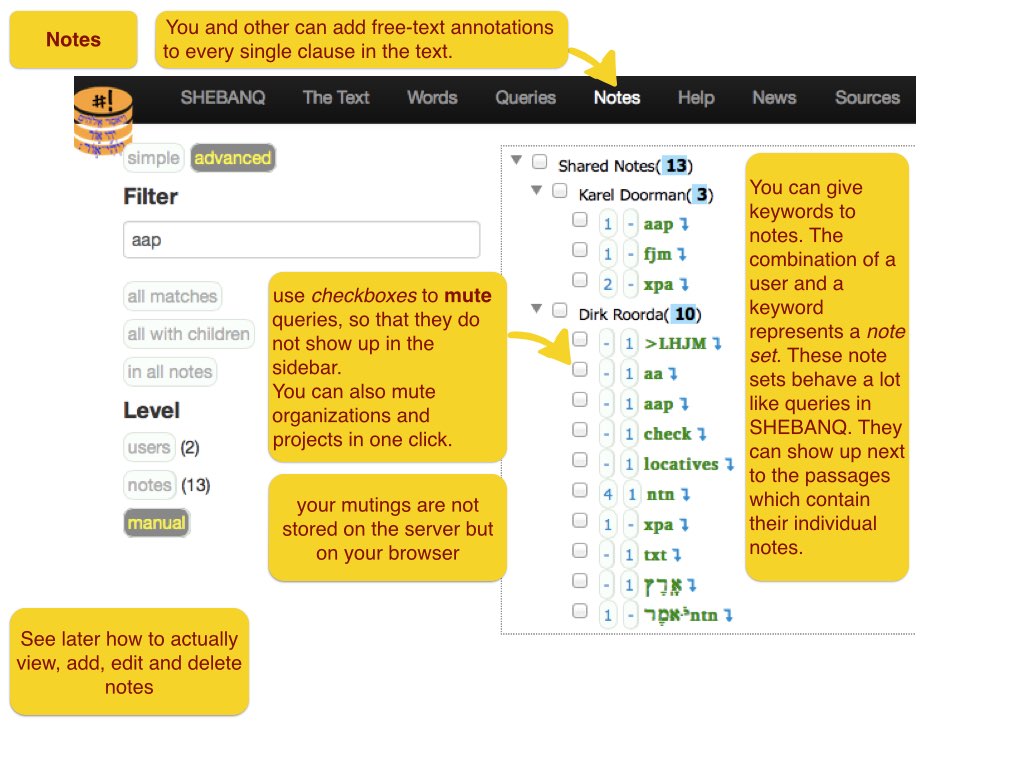 Notes
You and other can add free-text annotations
to every single clause in the text.
#!
SHEBANQ The Text Words Queries Notes Help News Sources
simple advanced
Filter
aap
all matches
all with children
in all notes
Level
users (2)
notes (13)
manual
use checkboxes to mute
queries, so that they do
not show up in the
sidebar.
You can also mute
organizations and
projects in one click.
your mutings are not
stored on the server but
on your browser
Shared Notes( 13)
Karel Doorman( 3)
1 - aap ↴
1 - fjm ↴
2 - xpa ↴
Dirk Roorda( 10)
- 1 >LHJM ↴
- 1 aa ↴
- 1 aap ↴
- 1 check ↴
- 1 locatives ↴
4 1 ntn ↴
1 - xpa ↴
- 1 txt ↴
- 1 אֶרֶץ ↴
1 - ntn ↴
You can give
keywords to
notes. The
combination of a
user and a
keyword
represents a note
set. These note
sets behave a lot
like queries in
SHEBANQ. They
can show up next
to the passages
which contain
their individual
notes.
See later how to actually
view, add, edit and delete
notes